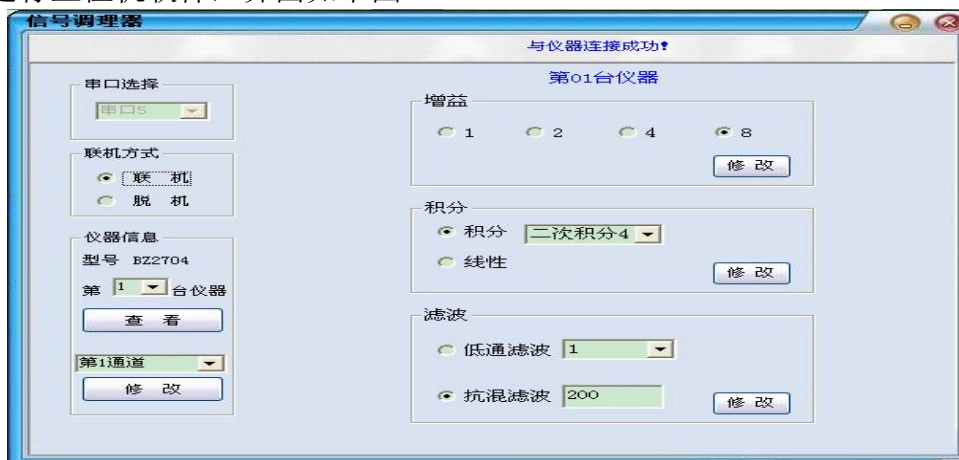 信号调理器
与仪器连接成功!
第01台仪器
串口选择
串口5
联机方式
联 机
脱 机
仪器信息
型号 BZ2704
第 1 台仪器
查 看
第1通道
修 改
增益
1 2 4 8
修 改
积分
积分 二次积分4
线性
修 改
滤波
低通滤波 1
抗混滤波 200
修 改